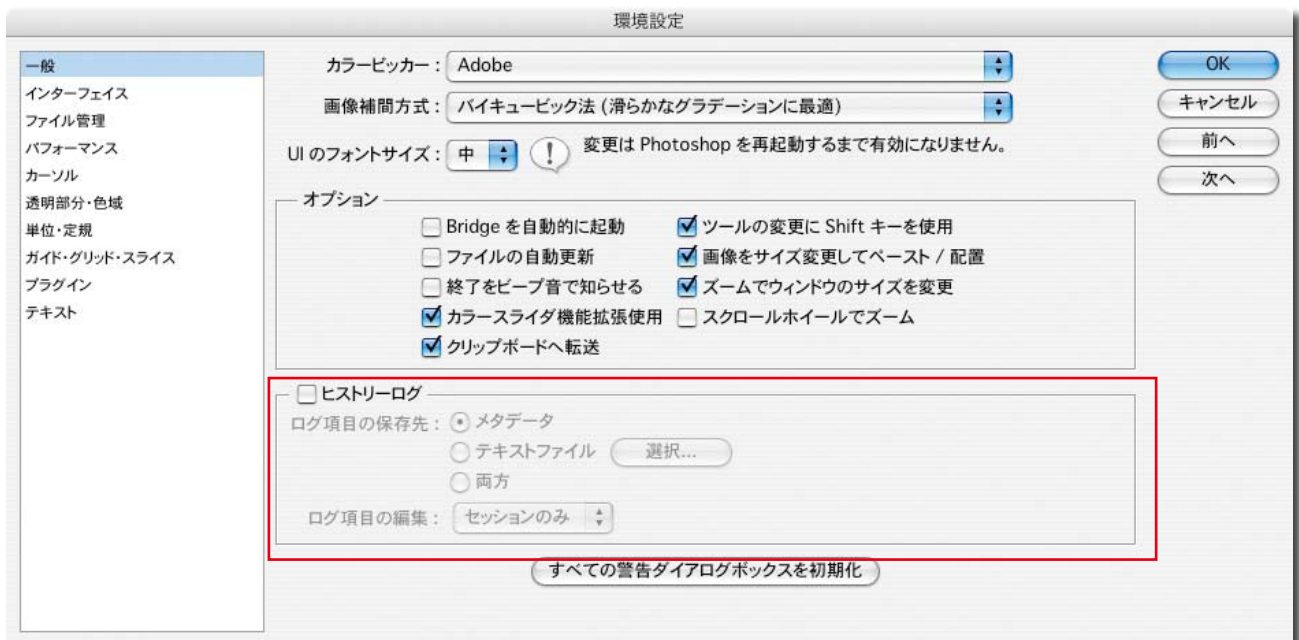 環境設定
一般
インターフェイス
ファイル管理
パフォーマンス
カーソル
透明部分・色域
単位・定規
ガイド・グリッド・スライス
プラグイン
テキスト
カラーピッカー : Adobe
画像補間方式 : バイキュービック法 (滑らかなグラデーションに最適)
UI のフォントサイズ : 中 ! 変更は Photoshop を再起動するまで有効になりません。
オプション
Bridge を自動的に起動 ツールの変更に Shift キーを使用
ファイルの自動更新 画像をサイズ変更してペースト / 配置
終了をビープ音で知らせる ズームでウィンドウのサイズを変更
カラースライダ機能拡張使用 スクロールホイールでズーム
クリップボードへ転送
ヒストリーログ
ログ項目の保存先 : メタデータ
テキストファイル 選択...
両方
ログ項目の編集 : セッションのみ
すべての警告ダイアログボックスを初期化
OK
キャンセル
前へ
次へ